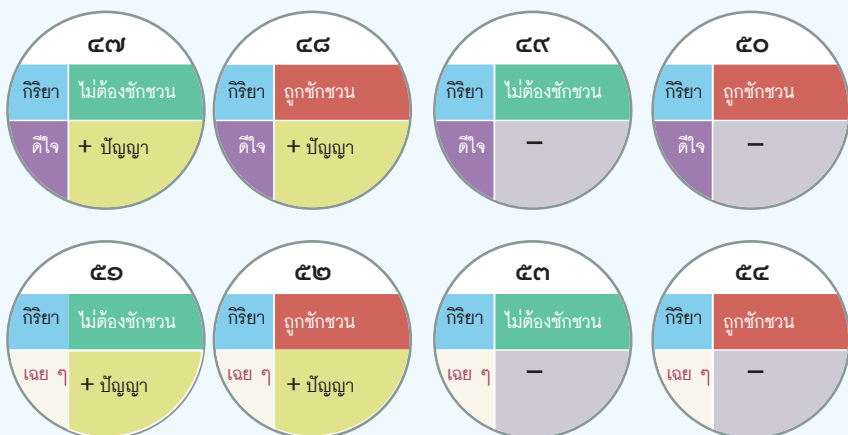 ๔๗ ๔๘ ๔๙ ๕๐
กิริยา ไม่ต้องชักชวน กิริยา ถูกชักชวน กิริยา ไม่ต้องชักชวน กิริยา ถูกชักชวน
ดีใจ + ปัญญา ดีใจ + ปัญญา ดีใจ – ดีใจ –
๕๑ ๕๒ ๕๓ ๕๔
กิริยา ไม่ต้องชักชวน กิริยา ถูกชักชวน กิริยา ไม่ต้องชักชวน กิริยา ถูกชักชวน
เฉย ๆ + ปัญญา เฉย ๆ + ปัญญา เฉย ๆ – เฉย ๆ –